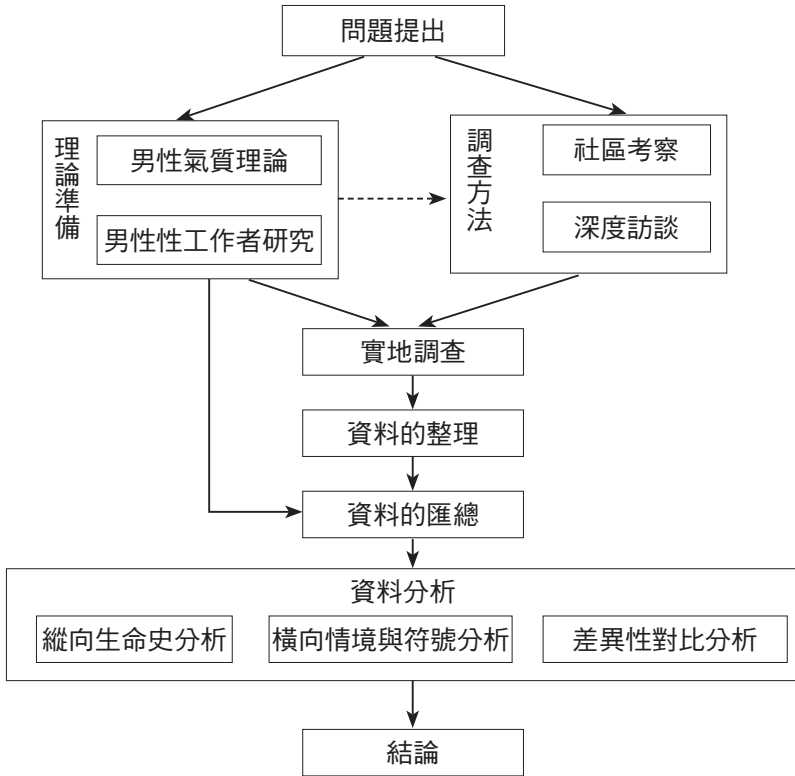 問題提出
理論準備
男性氣質理論
男性性工作者研究
調查方法
社區考察
深度訪談
實地調查
資料的整理
資料的匯總
資料分析
縱向生命史分析
橫向情境與符號分析
差異性對比分析
結論